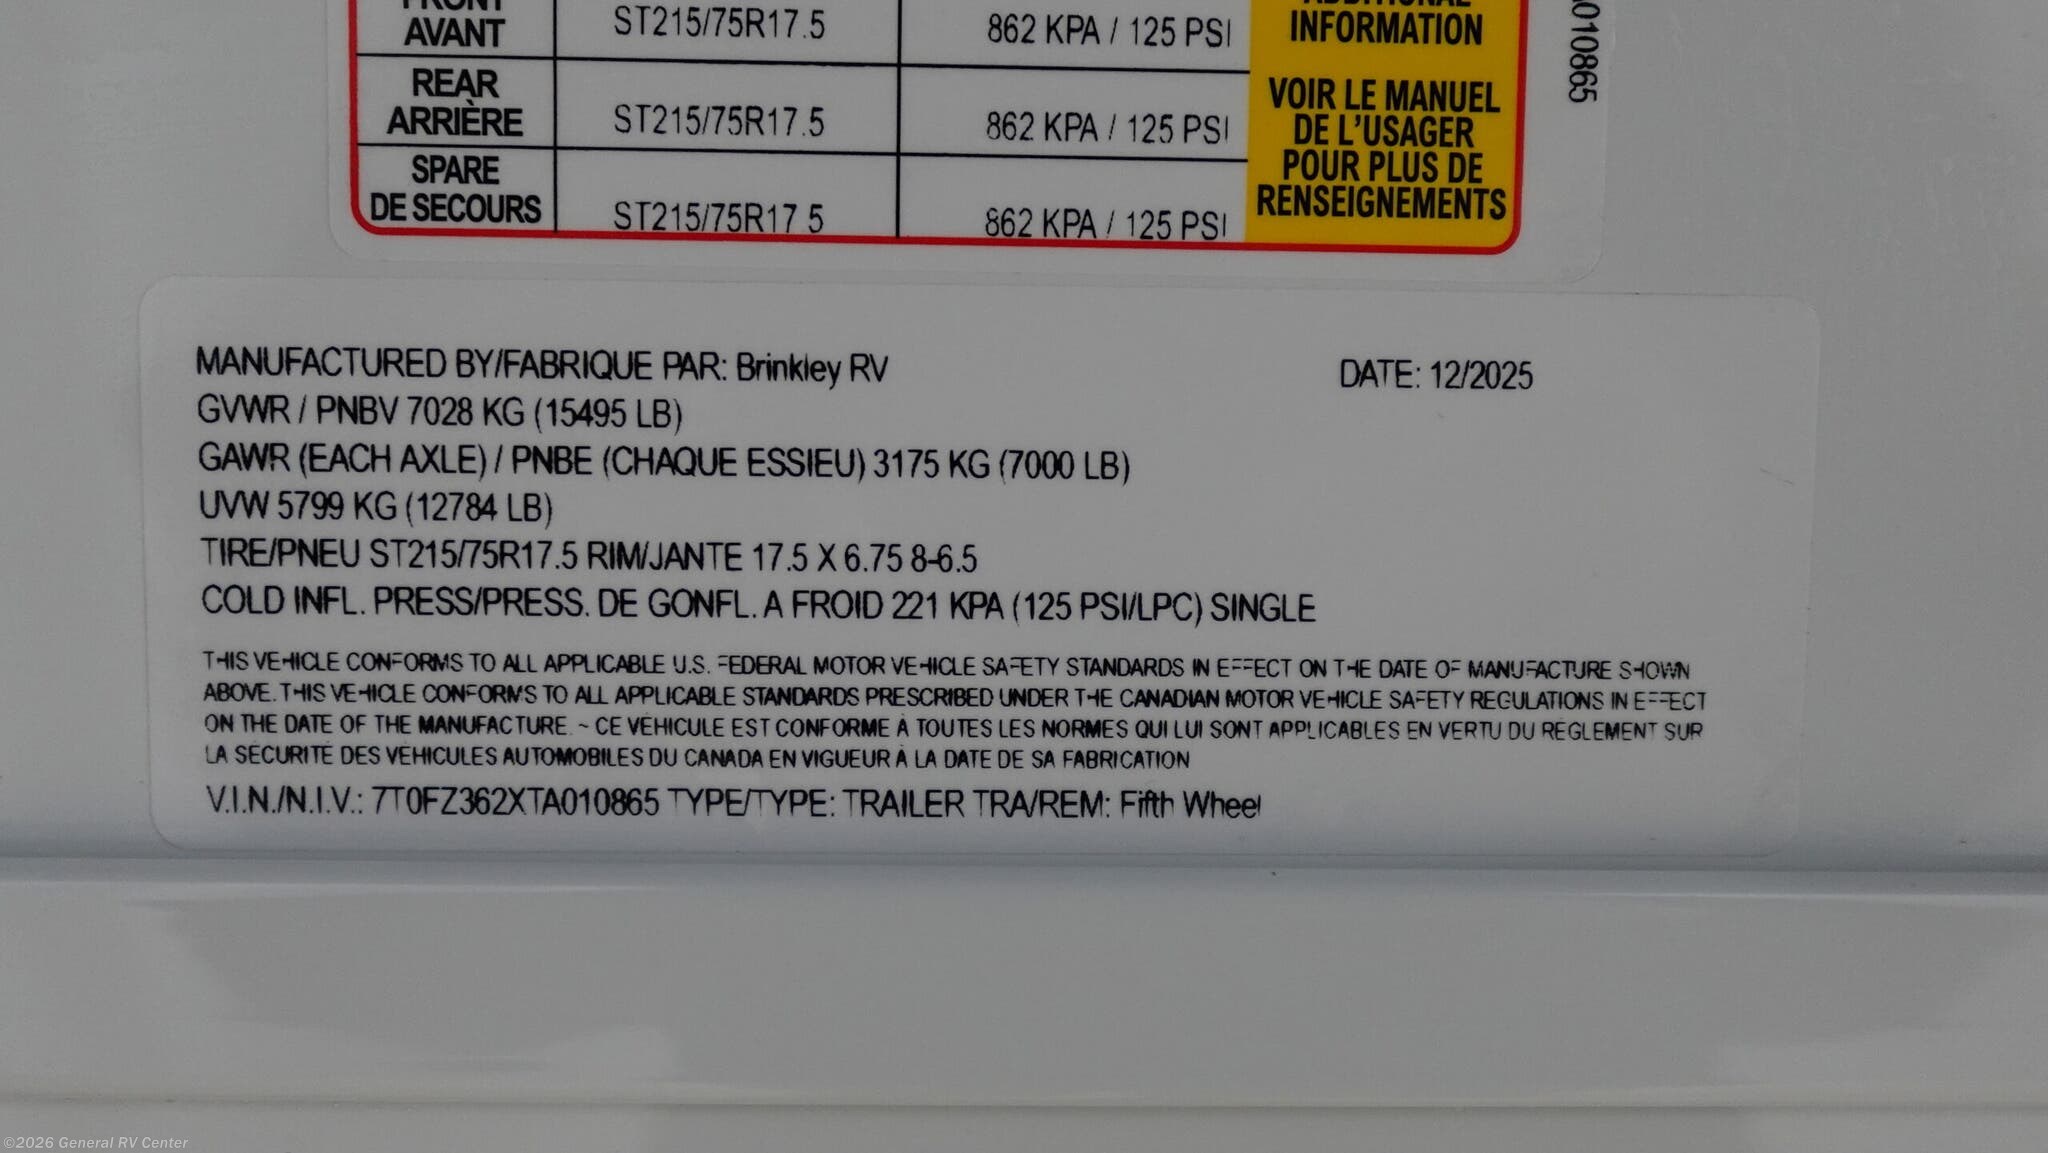 FRONT
AVANT
ST215/75R17.5
862 KPA / 125 PSI
ADDITIONAL
INFORMATION
REAR
ARRIÈRE
ST215/75R17.5
862 KPA / 125 PSI
VOIR LE MANUEL
DE L'USAGER
POUR PLUS DE
RENSEIGNEMENTS
SPARE
DE SECOURS
ST215/75R17.5
862 KPA / 125 PSI
A010865
MANUFACTURED BY/FABRIQUE PAR: Brinkley RV
DATE: 12/2025
GVWR / PNBV 7028 KG (15495 LB)
GAWR (EACH AXLE) / PNBE (CHAQUE ESSIEU) 3175 KG (7000 LB)
UVW 5799 KG (12784 LB)
TIRE/PNEU ST215/75R17.5 RIM/JANTE 17.5 X 6.75 8-6.5
COLD INFL. PRESS/PRESS. DE GONFL. A FROID 221 KPA (125 PSI/LPC) SINGLE
THIS VEHICLE CONFORMS TO ALL APPLICABLE U.S. FEDERAL MOTOR VEHICLE SAFETY STANDARDS IN EFFECT ON THE DATE OF MANUFACTURE SHOWN
ABOVE. THIS VEHICLE CONFORMS TO ALL APPLICABLE STANDARDS PRESCRIBED UNDER THE CANADIAN MOTOR VEHICLE SAFETY REGULATIONS IN EFFECT
ON THE DATE OF THE MANUFACTURE. ~ CE VÉHICULE EST CONFORME À TOUTES LES NORMES QUI LUI SONT APPLICABLES EN VERTU DU RÈGLEMENT SUR
LA SÉCURITÉ DES VÉHICULES AUTOMOBILES DU CANADA EN VIGUEUR À LA DATE DE SA FABRICATION
V.I.N./N.I.V.: 7T0FZ362XTA010865 TYPE/TYPE: TRAILER TRA/REM: Fifth Wheel
©2026 General RV Center